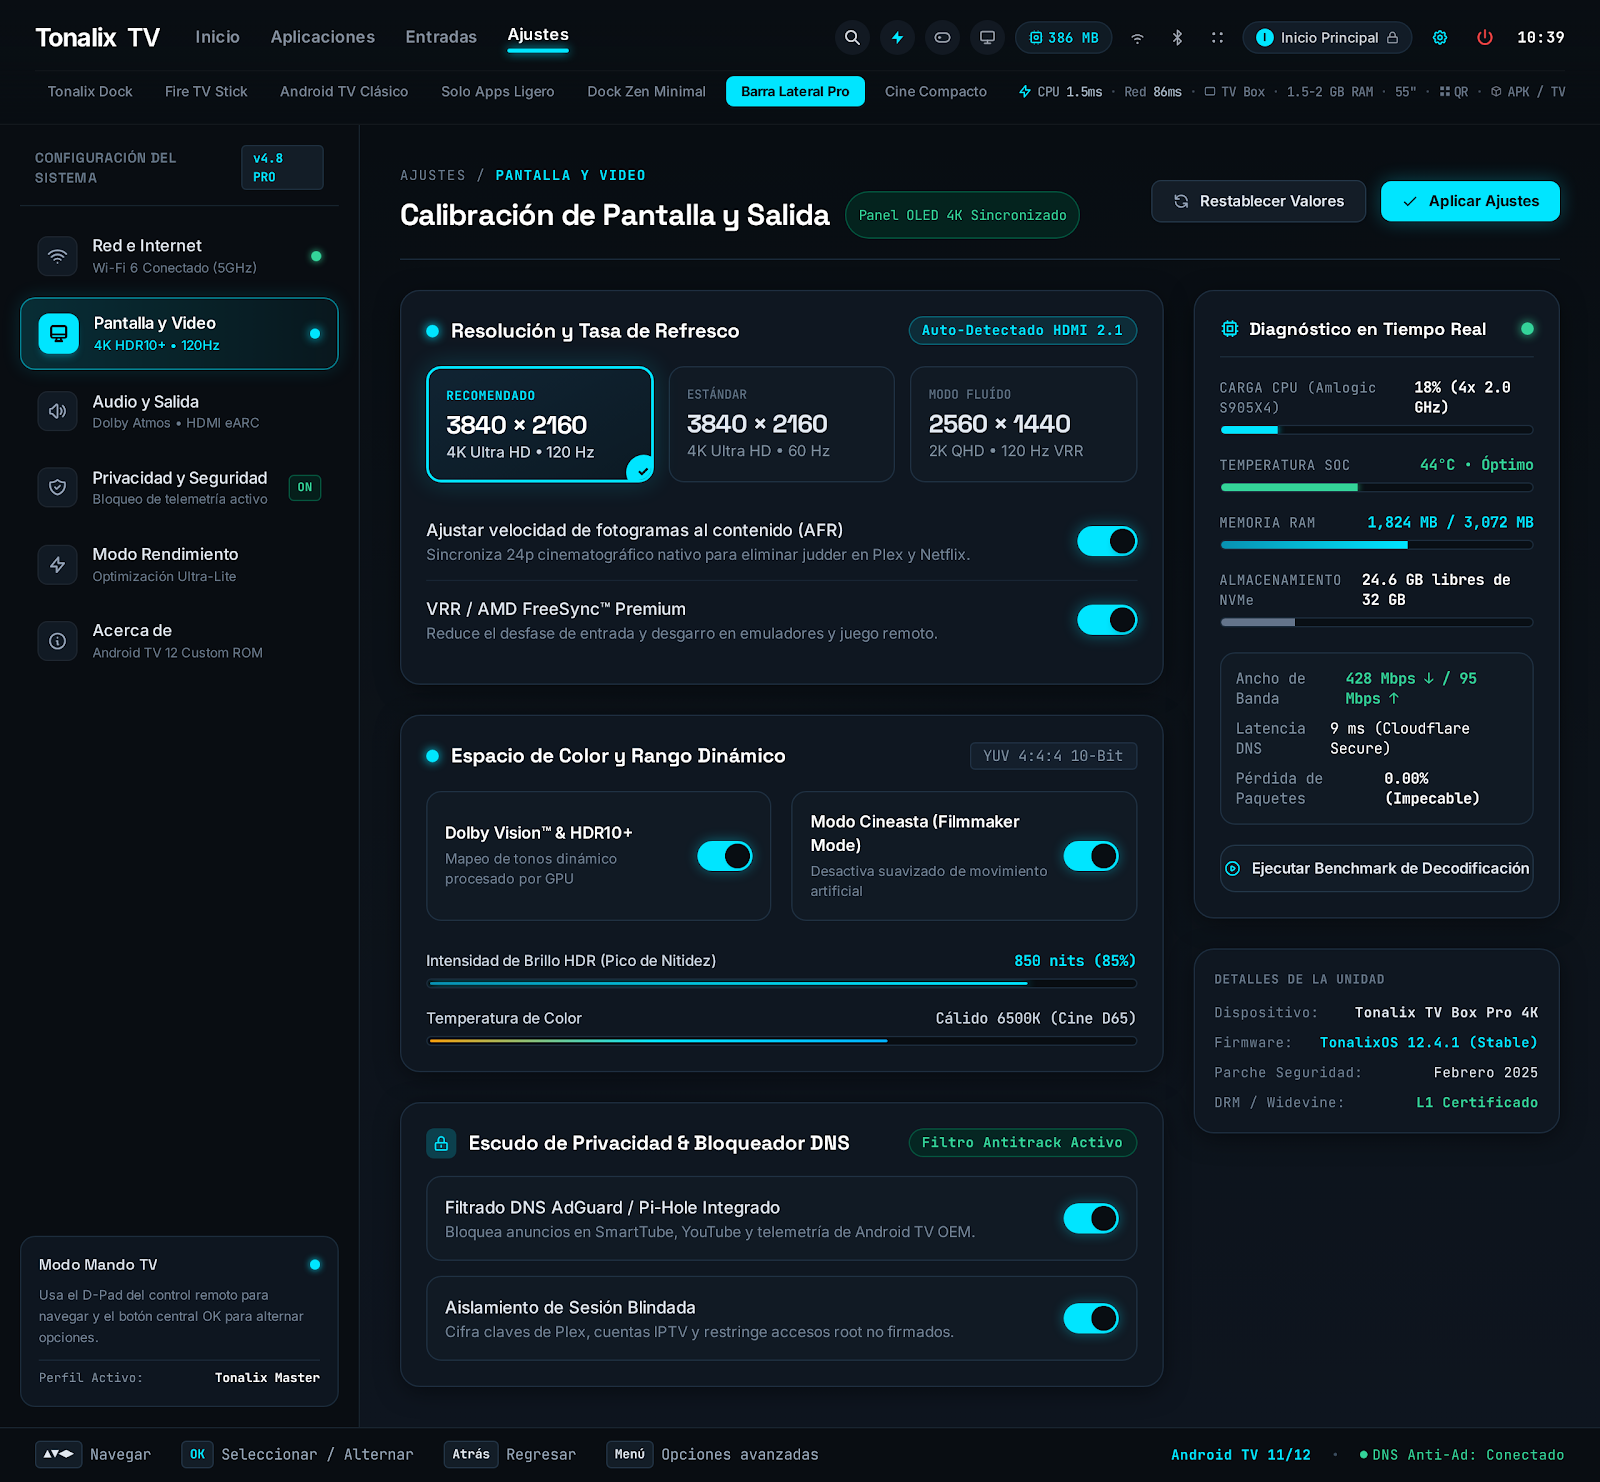 Tonalix TV
Inicio
Aplicaciones
Entradas
Ajustes
386 MB
Inicio Principal
10:39
Tonalix Dock
Fire TV Stick
Android TV Clásico
Solo Apps Ligero
Dock Zen Minimal
Barra Lateral Pro
Cine Compacto
CPU 1.5ms · Red 86ms · TV Box · 1.5-2 GB RAM · 55" · QR · APK / TV
CONFIGURACIÓN DEL
SISTEMA
v4.8
PRO
Red e Internet
Wi-Fi 6 Conectado (5GHz)
Pantalla y Video
4K HDR10+ • 120Hz
Audio y Salida
Dolby Atmos • HDMI eARC
Privacidad y Seguridad
Bloqueo de telemetría activo
ON
Modo Rendimiento
Optimización Ultra-Lite
Acerca de
Android TV 12 Custom ROM
Modo Mando TV
Usa el D-Pad del control remoto para
navegar y el botón central OK para alternar
opciones.
Perfil Activo: Tonalix Master
AJUSTES / PANTALLA Y VIDEO
Calibración de Pantalla y Salida
Panel OLED 4K Sincronizado
Restablecer Valores
Aplicar Ajustes
Resolución y Tasa de Refresco
Auto-Detectado HDMI 2.1
RECOMENDADO
3840 × 2160
4K Ultra HD • 120 Hz
ESTÁNDAR
3840 × 2160
4K Ultra HD • 60 Hz
MODO FLUÍDO
2560 × 1440
2K QHD • 120 Hz VRR
Ajustar velocidad de fotogramas al contenido (AFR)
Sincroniza 24p cinematográfico nativo para eliminar judder en Plex y Netflix.
VRR / AMD FreeSync™ Premium
Reduce el desfase de entrada y desgarro en emuladores y juego remoto.
Espacio de Color y Rango Dinámico
YUV 4:4:4 10-Bit
Dolby Vision™ & HDR10+
Mapeo de tonos dinámico
procesado por GPU
Modo Cineasta (Filmmaker
Mode)
Desactiva suavizado de movimiento
artificial
Intensidad de Brillo HDR (Pico de Nitidez)
850 nits (85%)
Temperatura de Color
Cálido 6500K (Cine D65)
Escudo de Privacidad & Bloqueador DNS
Filtro Antitrack Activo
Filtrado DNS AdGuard / Pi-Hole Integrado
Bloquea anuncios en SmartTube, YouTube y telemetría de Android TV OEM.
Aislamiento de Sesión Blindada
Cifra claves de Plex, cuentas IPTV y restringe accesos root no firmados.
Diagnóstico en Tiempo Real
CARGA CPU (Amlogic
S905X4)
18% (4x 2.0
GHz)
TEMPERATURA SOC
44°C • Óptimo
MEMORIA RAM
1,824 MB / 3,072 MB
ALMACENAMIENTO
NVMe
24.6 GB libres de
32 GB
Ancho de
Banda
428 Mbps ↓ / 95
Mbps ↑
Latencia
DNS
9 ms (Cloudflare
Secure)
Pérdida de
Paquetes
0.00%
(Impecable)
Ejecutar Benchmark de Decodificación
DETALLES DE LA UNIDAD
Dispositivo: Tonalix TV Box Pro 4K
Firmware: TonalixOS 12.4.1 (Stable)
Parche Seguridad: Febrero 2025
DRM / Widevine: L1 Certificado
▲▼◀▶ Navegar
OK Seleccionar / Alternar
Atrás Regresar
Menú Opciones avanzadas
Android TV 11/12 • DNS Anti-Ad: Conectado